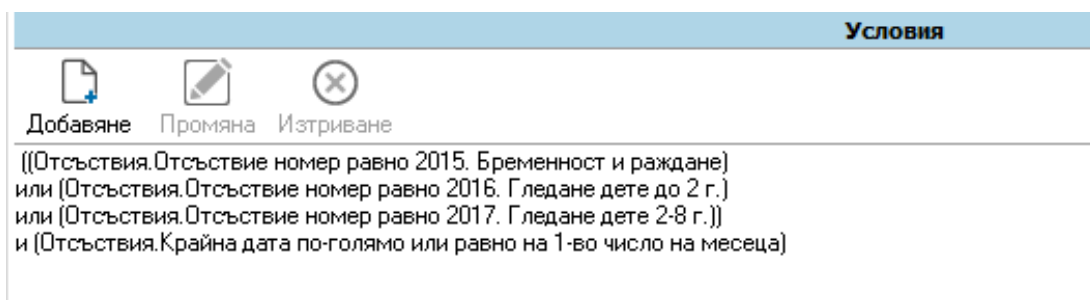 Условия
Добавяне Промяна Изтриване
((Отсъствия.Отсъствие номер равно 2015. Бременност и раждане)
или (Отсъствия.Отсъствие номер равно 2016. Гледане дете до 2 г.)
или (Отсъствия.Отсъствие номер равно 2017. Гледане дете 2-8 г.))
и (Отсъствия.Крайна дата по-голямо или равно на 1-во число на месеца)